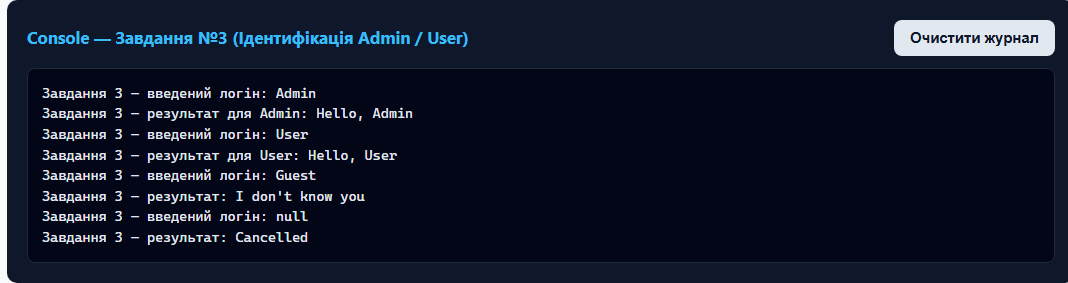 Console — Завдання №3 (Ідентифікація Admin / User)
Очистити журнал
Завдання 3 — введений логін: Admin
Завдання 3 — результат для Admin: Hello, Admin
Завдання 3 — введений логін: User
Завдання 3 — результат для User: Hello, User
Завдання 3 — введений логін: Guest
Завдання 3 — результат: I don't know you
Завдання 3 — введений логін: null
Завдання 3 — результат: Cancelled